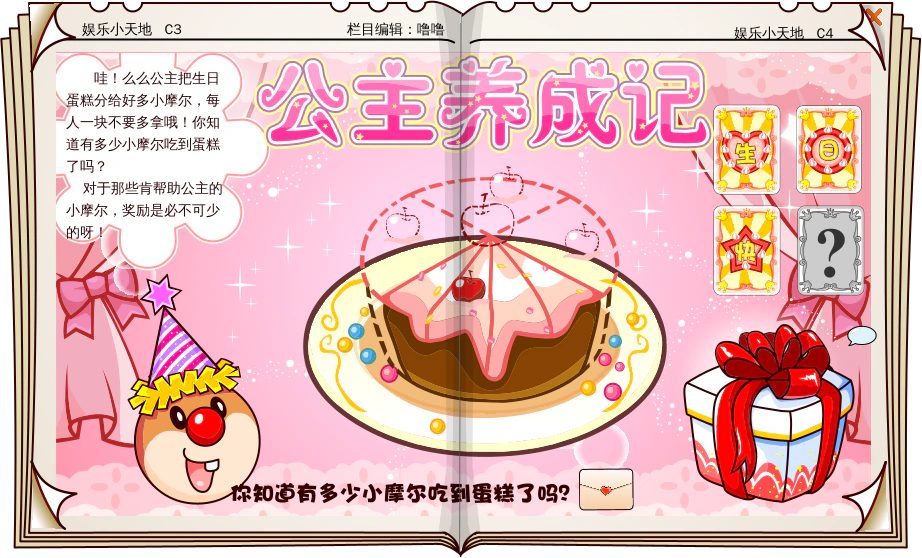 娱乐小天地 C3
栏目编辑：噜噜
娱乐小天地 C4
公主养成记
哇！么么公主把生日
蛋糕分给好多小摩尔，每
人一块不要多拿哦！你知
道有多少小摩尔吃到蛋糕
了吗？
对于那些肯帮助公主的
小摩尔，奖励是必不可少
的呀！
生
日
快
?
你知道有多少小摩尔吃到蛋糕了吗?